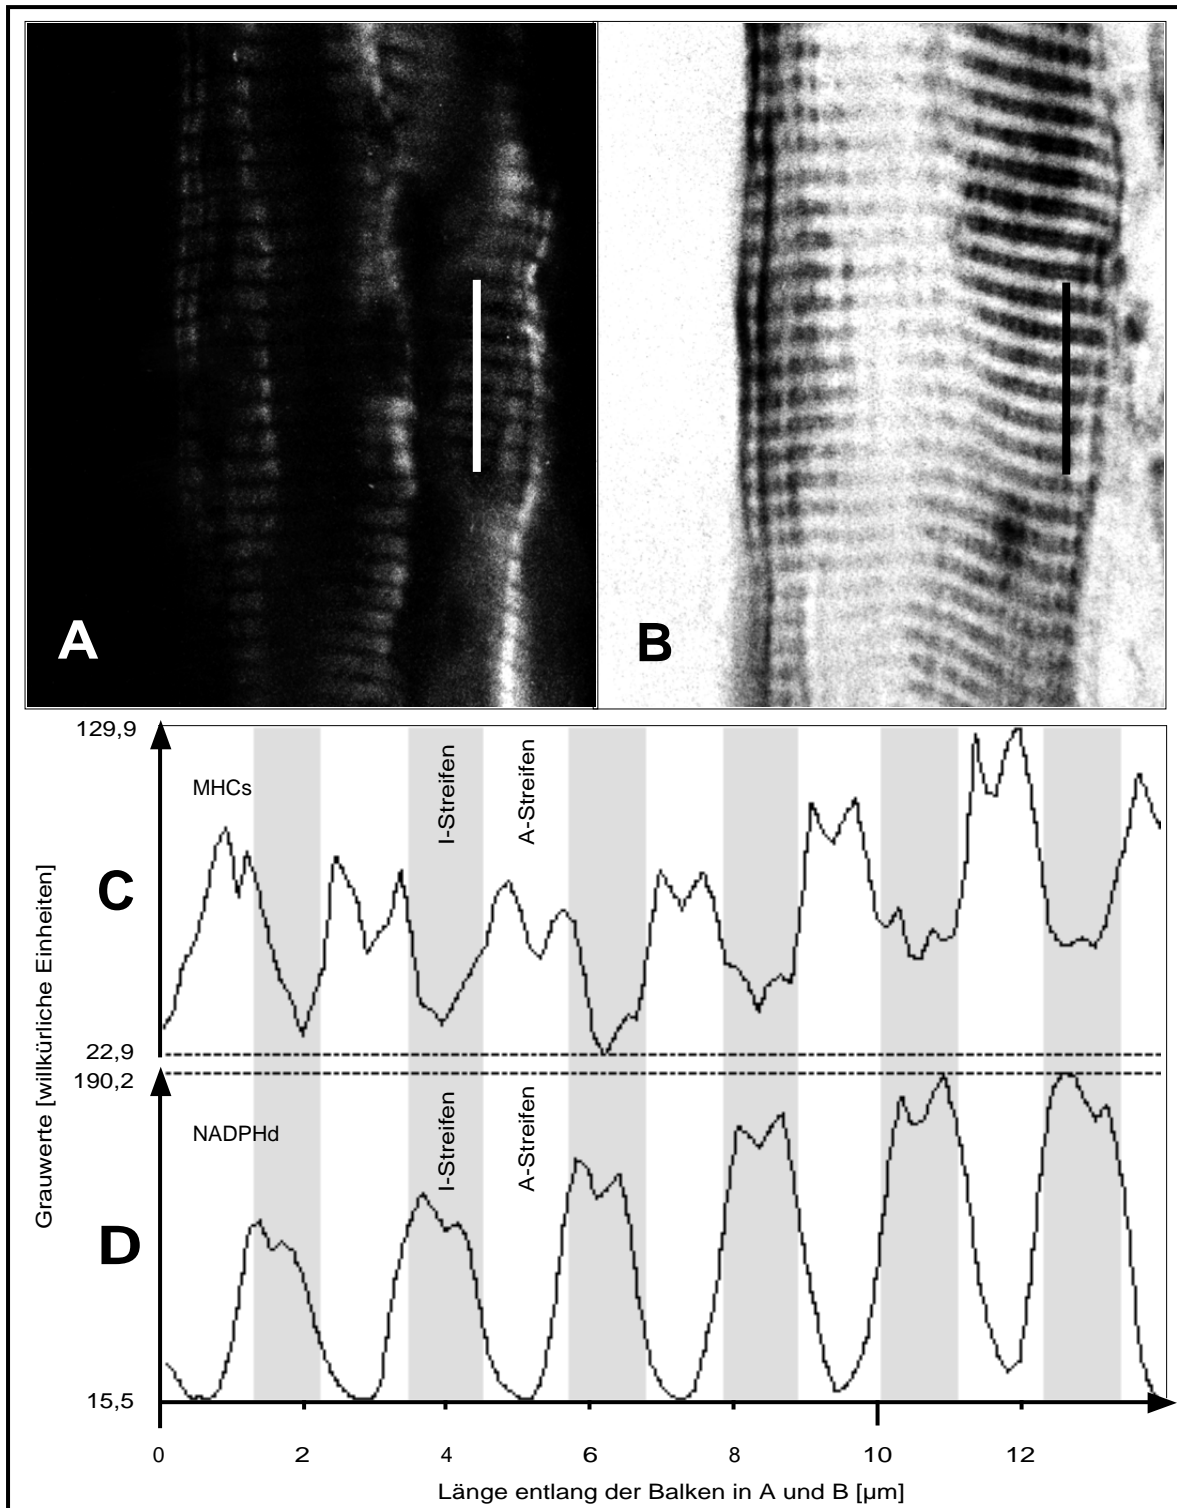 A
B
129,9
MHCs
I-Streifen
A-Streifen
C
22,9
190,2
NADPHd
I-Streifen
A-Streifen
D
15,5
Grauwerte [willkürliche Einheiten]
0 2 4 6 8 10 12
Länge entlang der Balken in A und B [µm]